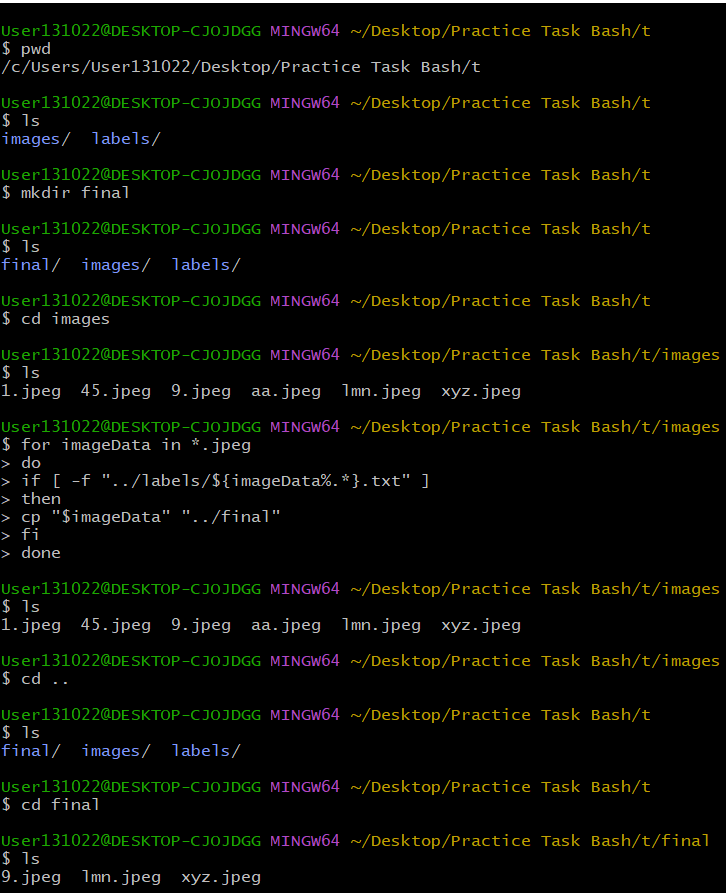 User131022@DESKTOP-CJOJDGG MINGW64 ~/Desktop/Practice Task Bash/t
$ pwd
/c/Users/User131022/Desktop/Practice Task Bash/t
User131022@DESKTOP-CJOJDGG MINGW64 ~/Desktop/Practice Task Bash/t
$ ls
images/  labels/
User131022@DESKTOP-CJOJDGG MINGW64 ~/Desktop/Practice Task Bash/t
$ mkdir final
User131022@DESKTOP-CJOJDGG MINGW64 ~/Desktop/Practice Task Bash/t
$ ls
final/  images/  labels/
User131022@DESKTOP-CJOJDGG MINGW64 ~/Desktop/Practice Task Bash/t
$ cd images
User131022@DESKTOP-CJOJDGG MINGW64 ~/Desktop/Practice Task Bash/t/images
$ ls
1.jpeg  45.jpeg  9.jpeg  aa.jpeg  lmn.jpeg  xyz.jpeg
User131022@DESKTOP-CJOJDGG MINGW64 ~/Desktop/Practice Task Bash/t/images
$ for imageData in *.jpeg
> do
> if [ -f "../labels/${imageData%.*}.txt" ]
> then
> cp "$imageData" "../final"
> fi
> done
User131022@DESKTOP-CJOJDGG MINGW64 ~/Desktop/Practice Task Bash/t/images
$ ls
1.jpeg  45.jpeg  9.jpeg  aa.jpeg  lmn.jpeg  xyz.jpeg
User131022@DESKTOP-CJOJDGG MINGW64 ~/Desktop/Practice Task Bash/t/images
$ cd ..
User131022@DESKTOP-CJOJDGG MINGW64 ~/Desktop/Practice Task Bash/t
$ ls
final/  images/  labels/
User131022@DESKTOP-CJOJDGG MINGW64 ~/Desktop/Practice Task Bash/t
$ cd final
User131022@DESKTOP-CJOJDGG MINGW64 ~/Desktop/Practice Task Bash/t/final
$ ls
9.jpeg  lmn.jpeg  xyz.jpeg